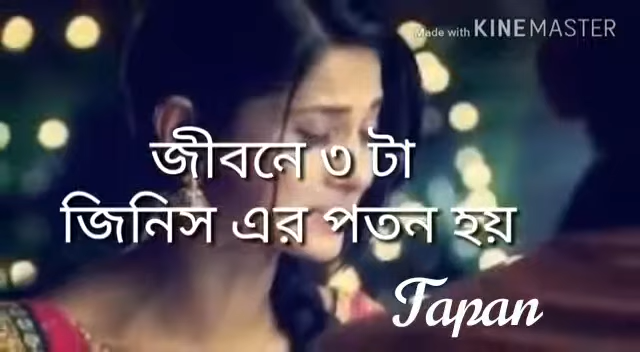 Made with KINEMASTER
জীবনে ৩ টা
জিনিস এর পতন হয়
Tapan